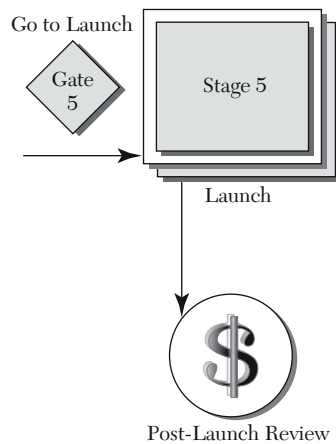 Go to Launch
Gate
5
Stage 5
Launch
$
Post-Launch Review